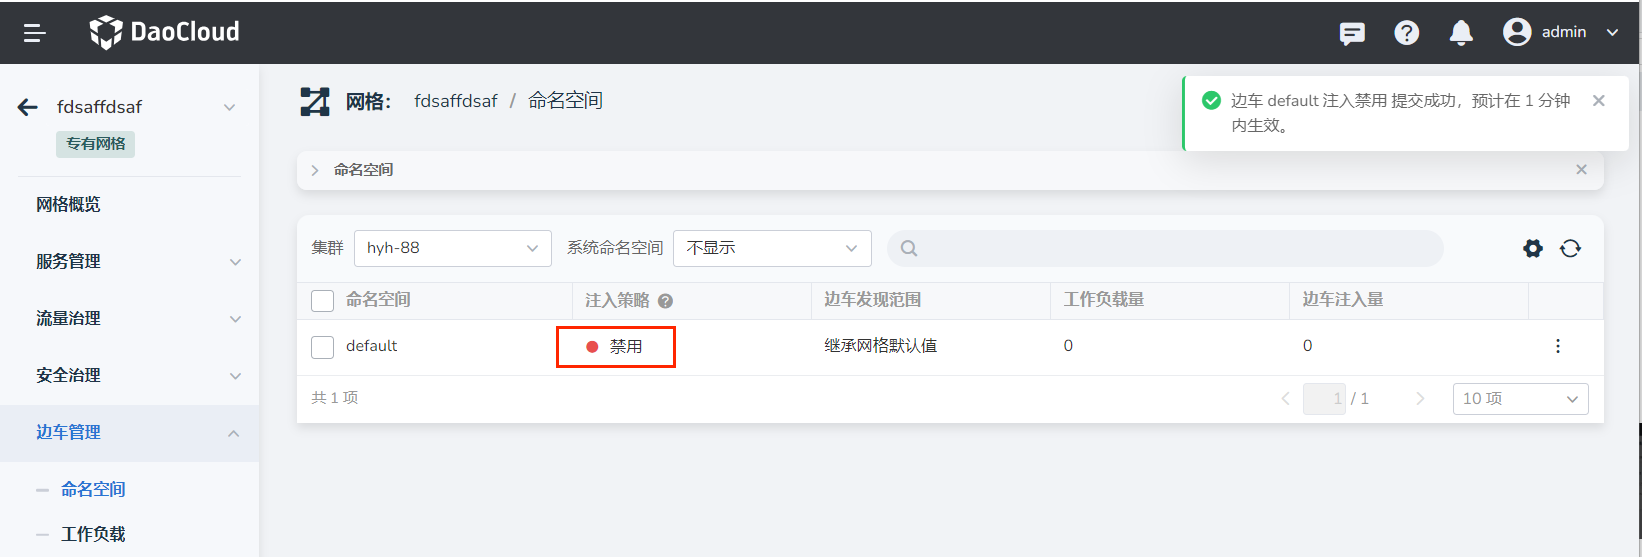 DaoCloud
admin
fdsaffdsaf
专有网格
网格概览
服务管理
流量治理
安全治理
边车管理
命名空间
工作负载
网格： fdsaffdsaf / 命名空间
边车 default 注入禁用 提交成功，预计在 1 分钟
内生效。
命名空间
集群 hyh-88 系统命名空间 不显示
命名空间 注入策略 边车发现范围 工作负载量 边车注入量
default 禁用 继承网格默认值 0 0
共 1 项 1 / 1 10 项